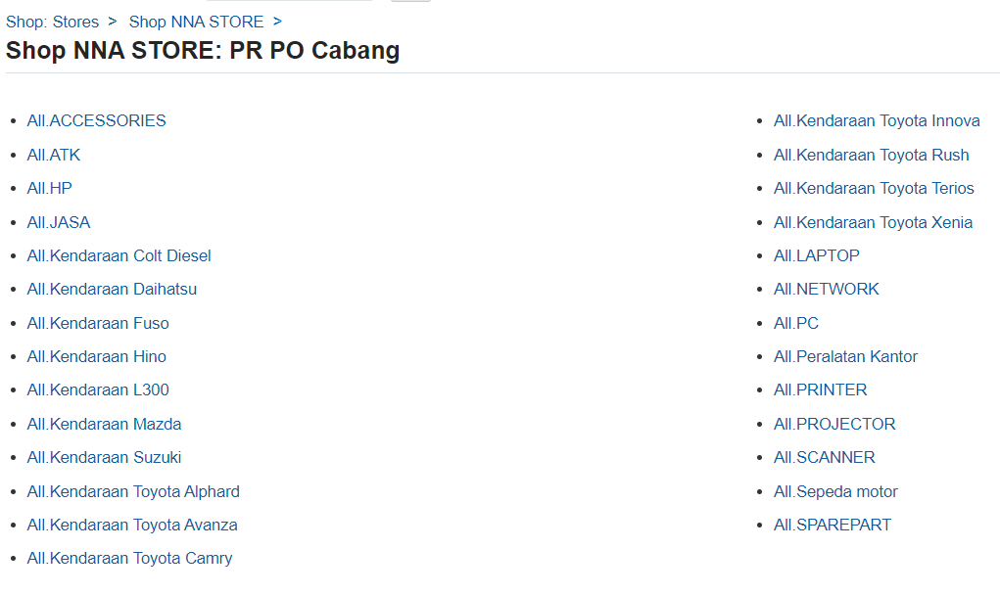 Shop: Stores > Shop NNA STORE >
Shop NNA STORE: PR PO Cabang
All.ACCESSORIES
All.ATK
All.HP
All.JASA
All.Kendaraan Colt Diesel
All.Kendaraan Daihatsu
All.Kendaraan Fuso
All.Kendaraan Hino
All.Kendaraan L300
All.Kendaraan Mazda
All.Kendaraan Suzuki
All.Kendaraan Toyota Alphard
All.Kendaraan Toyota Avanza
All.Kendaraan Toyota Camry
All.Kendaraan Toyota Innova
All.Kendaraan Toyota Rush
All.Kendaraan Toyota Terios
All.Kendaraan Toyota Xenia
All.LAPTOP
All.NETWORK
All.PC
All.Peralatan Kantor
All.PRINTER
All.PROJECTOR
All.SCANNER
All.Sepeda motor
All.SPAREPART